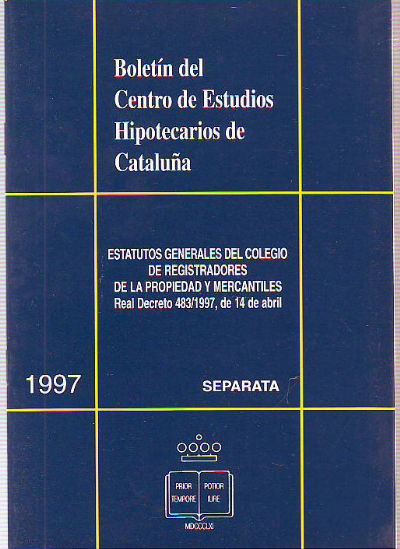 Boletín del
Centro de Estudios
Hipotecarios de
Cataluña
ESTATUTOS GENERALES DEL COLEGIO
DE REGISTRADORES
DE LA PROPIEDAD Y MERCANTILES
Real Decreto 483/1997, de 14 de abril
1997
SEPARATA
PRIOR POTIOR
TEMPORE IURE
MDCCCLXI